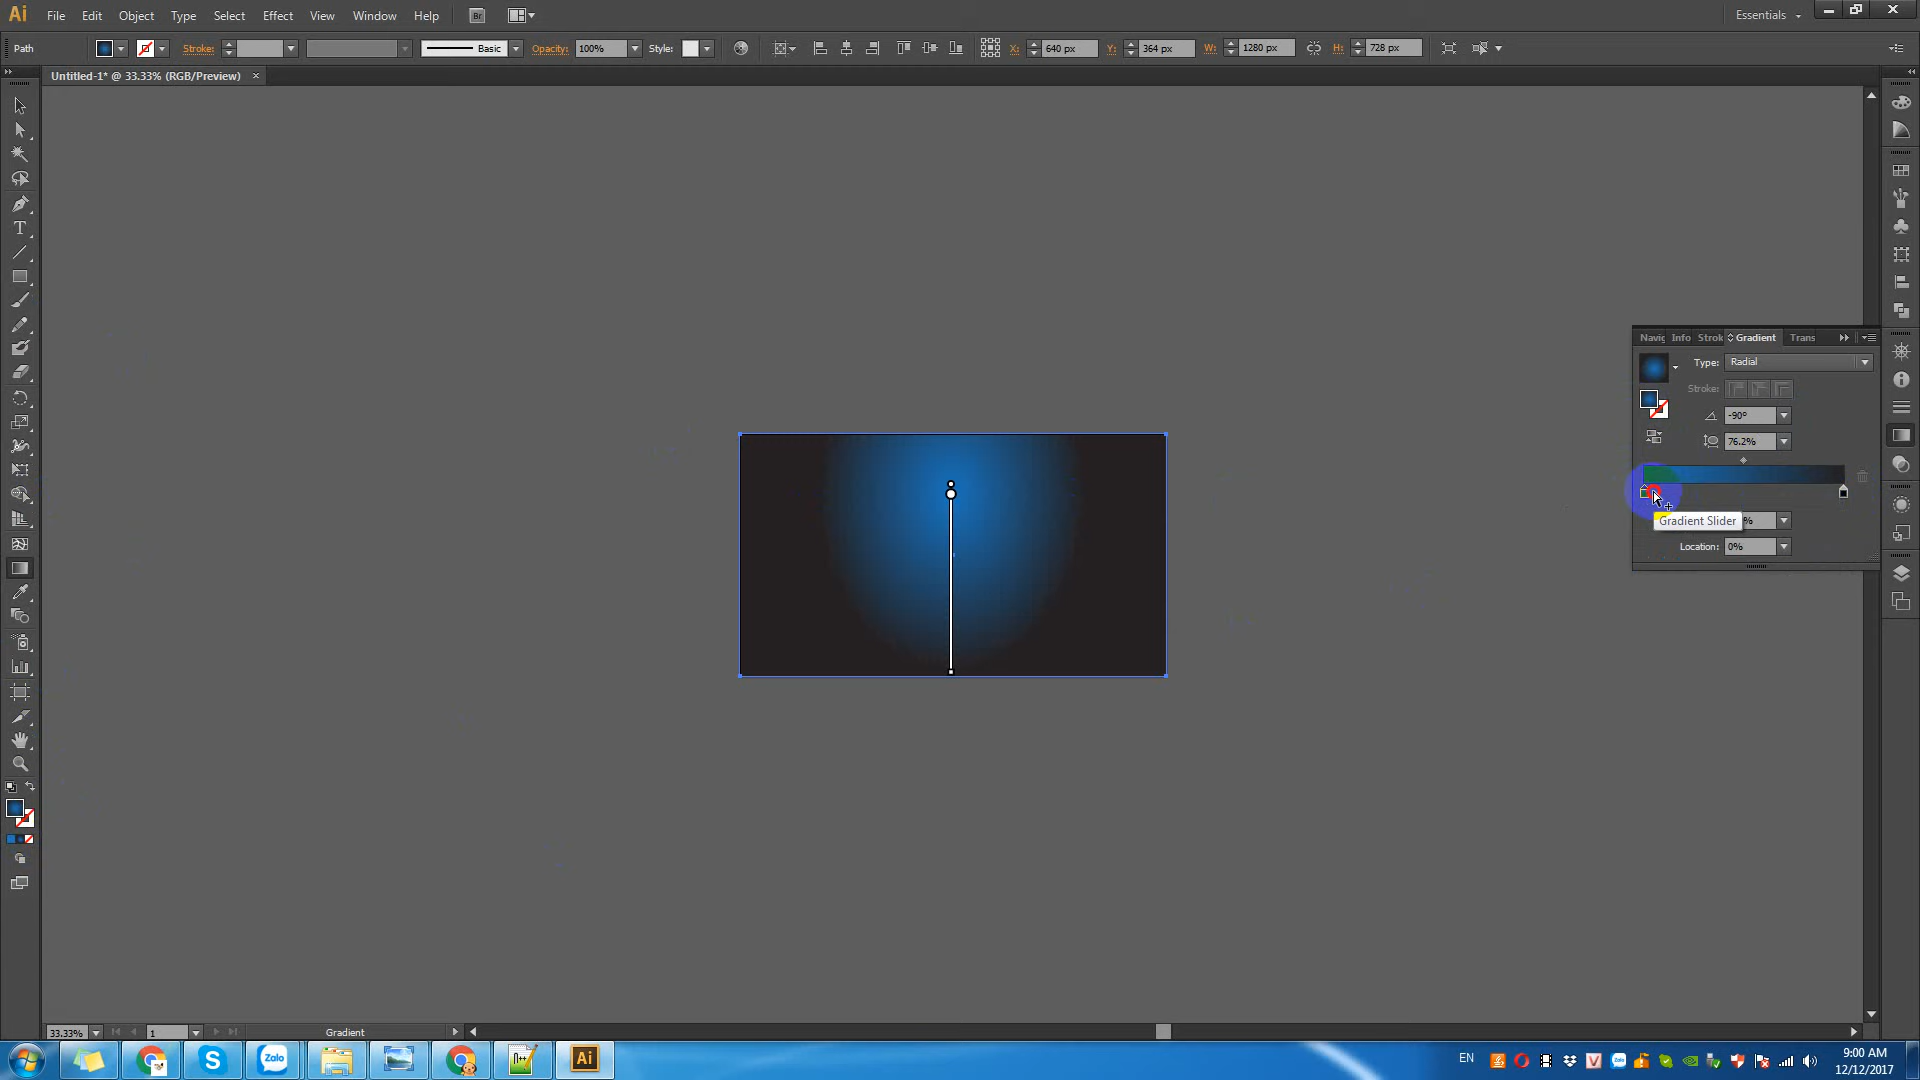 Ai File Edit Object Type Select Effect View Window Help Br Essentials
Path Stroke: Basic Opacity: 100% Style: X: 640 px Y: 364 px W: 1280 px H: 728 px
Untitled-1* @ 33.33% (RGB/Preview)
Navig Info Strok Gradient Trans
Type: Radial
Stroke:
-90°
76.2%
Gradient Slider %
Location: 0%
33.33% 1 Gradient
Zalo Ai EN 9:00 AM
12/12/2017